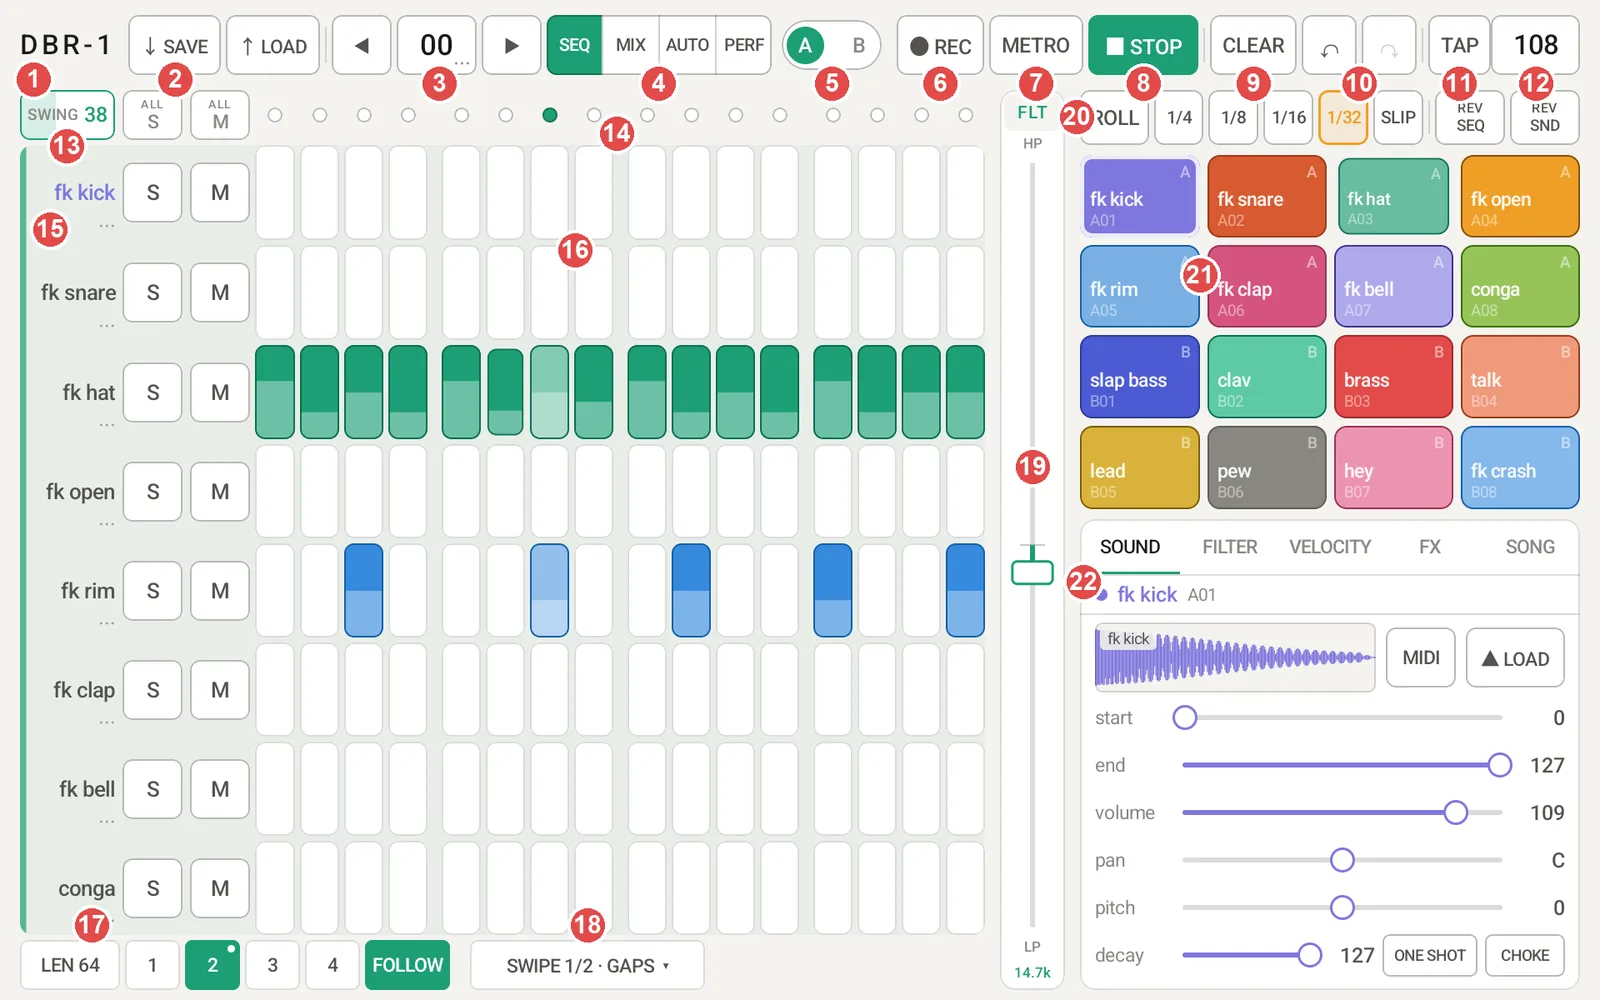 DBR-1
↓ SAVE
↑ LOAD
◀
00
...
▶
SEQ
MIX
AUTO
PERF
A
B
● REC
METRO
■ STOP
CLEAR
TAP
108
1
2
3
4
5
6
7
8
9
10
11
12
SWING 38
ALL S
ALL M
FLT
20
ROLL
1/4
1/8
1/16
1/32
SLIP
REV SEQ
REV SND
13
14
HP
fk kick
...
S
M
15
16
fk snare
...
S
M
fk hat
...
S
M
fk open
...
S
M
fk rim
...
S
M
fk clap
...
S
M
fk bell
...
S
M
conga
S
M
17
18
LEN 64
1
2
3
4
FOLLOW
SWIPE 1/2 · GAPS ▾
19
LP
14.7k
A
fk kick
A01
A
fk snare
A02
A
fk hat
A03
A
fk open
A04
fk rim
A05
21
A
fk clap
A06
A
fk bell
A07
A
conga
A08
B
slap bass
B01
B
clav
B02
B
brass
B03
B
talk
B04
B
lead
B05
B
pew
B06
B
hey
B07
B
fk crash
B08
SOUND
FILTER
VELOCITY
FX
SONG
22
fk kick A01
fk kick
MIDI
▲ LOAD
start 0
end 127
volume 109
pan C
pitch 0
decay 127
ONE SHOT
CHOKE